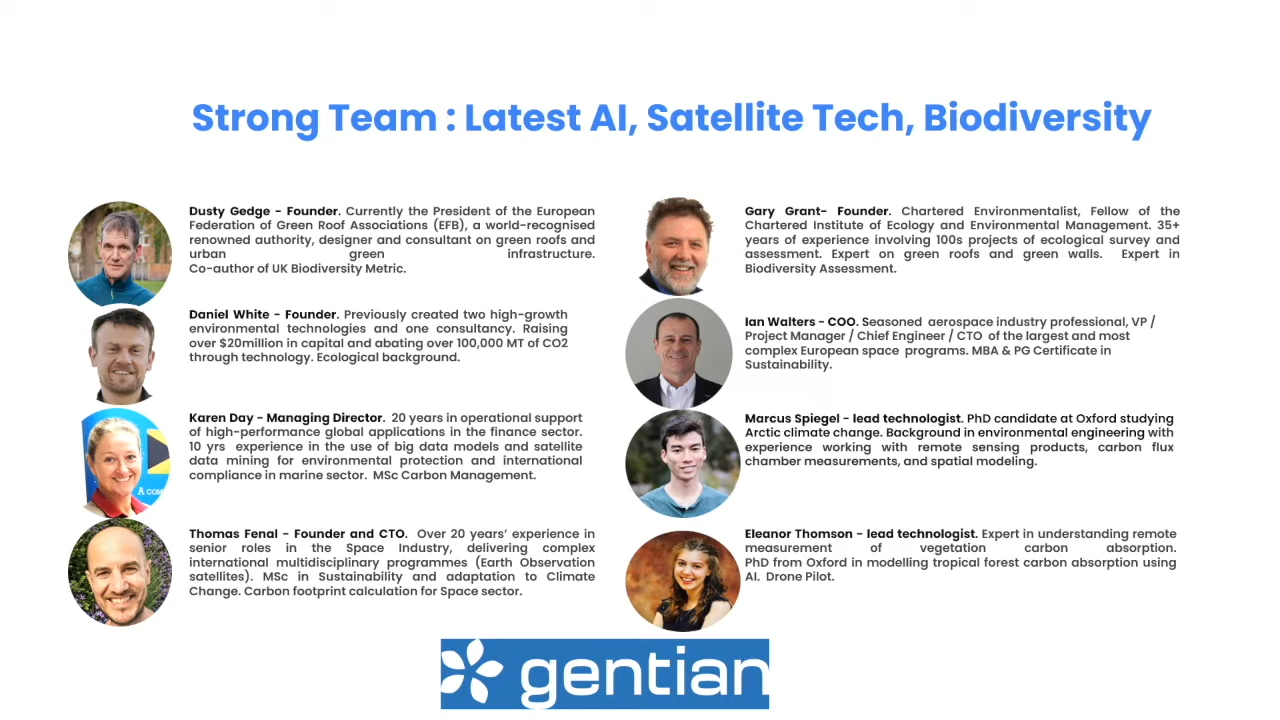 Strong Team : Latest AI, Satellite Tech, Biodiversity
Dusty Gedge - Founder. Currently the President of the European
Federation of Green Roof Associations (EFB), a world-recognised
renowned authority, designer and consultant on green roofs and
urban green infrastructure.
Co-author of UK Biodiversity Metric.
Daniel White - Founder. Previously created two high-growth
environmental technologies and one consultancy. Raising
over $20million in capital and abating over 100,000 MT of CO2
through technology. Ecological background.
Karen Day - Managing Director. 20 years in operational support
of high-performance global applications in the finance sector.
10 yrs experience in the use of big data models and satellite
data mining for environmental protection and international
compliance in marine sector. MSc Carbon Management.
A COM
Thomas Fenal - Founder and CTO. Over 20 years’ experience in
senior roles in the Space Industry, delivering complex
international multidisciplinary programmes (Earth Observation
satellites). MSc in Sustainability and adaptation to Climate
Change. Carbon footprint calculation for Space sector.
Gary Grant- Founder. Chartered Environmentalist, Fellow of the
Chartered Institute of Ecology and Environmental Management. 35+
years of experience involving 100s projects of ecological survey and
assessment. Expert on green roofs and green walls. Expert in
Biodiversity Assessment.
Ian Walters - COO. Seasoned aerospace industry professional, VP /
Project Manager / Chief Engineer / CTO of the largest and most
complex European space programs. MBA & PG Certificate in
Sustainability.
Marcus Spiegel - lead technologist. PhD candidate at Oxford studying
Arctic climate change. Background in environmental engineering with
experience working with remote sensing products, carbon flux
chamber measurements, and spatial modeling.
Eleanor Thomson - lead technologist. Expert in understanding remote
measurement of vegetation carbon absorption.
PhD from Oxford in modelling tropical forest carbon absorption using
AI. Drone Pilot.
gentian